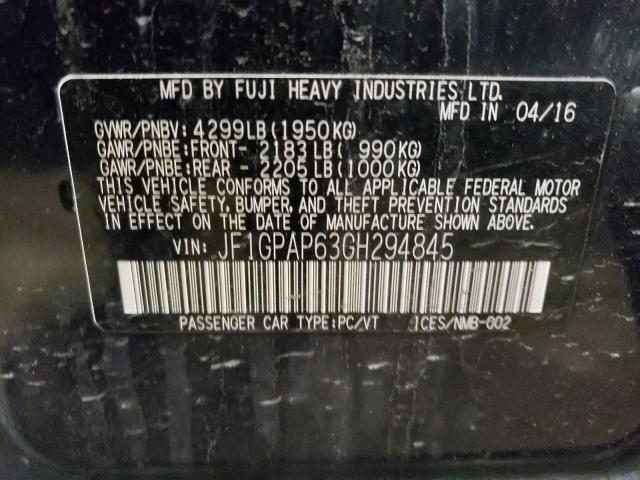 MFD BY FUJI HEAVY INDUSTRIES LTD.
MFD IN 04/16
GVWR/PNBV: 4299LB(1950KG)
GAWR/PNBE:FRONT- 2183LB( 990KG)
GAWR/PNBE:REAR - 2205LB(1000KG)
THIS VEHICLE CONFORMS TO ALL APPLICABLE FEDERAL MOTOR
VEHICLE SAFETY, BUMPER, AND THEFT PREVENTION STANDARDS
IN EFFECT ON THE DATE OF MANUFACTURE SHOWN ABOVE.
VIN: JF1GPAP63GH294845
PASSENGER CAR TYPE:PC/VT ICES/NMB-002